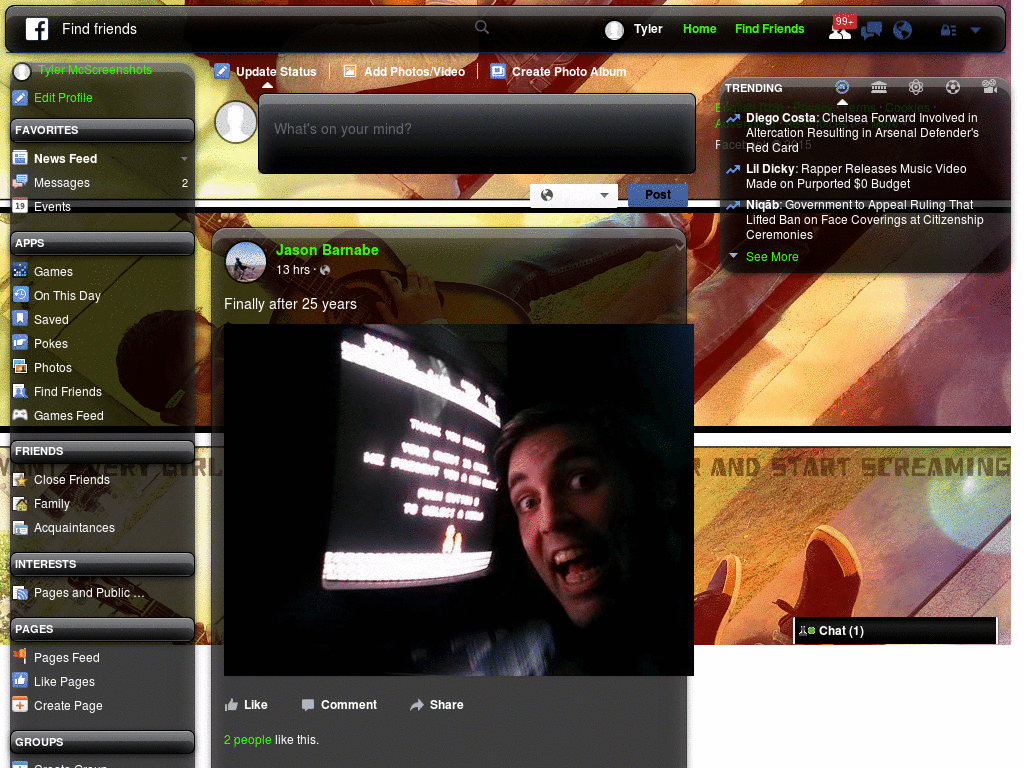 Find friends
Tyler
Home
Find Friends
99+
Tyler McScreenshots
Edit Profile
FAVORITES
News Feed
Messages
2
19
Events
APPS
Games
On This Day
Saved
Pokes
Photos
Find Friends
Games Feed
FRIENDS
Close Friends
Family
Acquaintances
INTERESTS
Pages and Public ...
PAGES
Pages Feed
Like Pages
Create Page
GROUPS
Create Group
Update Status
Add Photos/Video
Create Photo Album
What's on your mind?
Post
Jason Barnabe
13 hrs ·
Finally after 25 years
THANK YOU MARIO
YOUR QUEST IS OVER.
WE PRESENT YOU A NEW QUEST.
PUSH BUTTON B
TO SELECT A WORLD
Like
Comment
Share
2 people like this.
TRENDING
Diego Costa: Chelsea Forward Involved in
Altercation Resulting in Arsenal Defender's
Red Card
Lil Dicky: Rapper Releases Music Video
Made on Purported $0 Budget
Niqāb: Government to Appeal Ruling That
Lifted Ban on Face Coverings at Citizenship
Ceremonies
See More
EVERY GIRL
AND START SCREAMING
Chat (1)